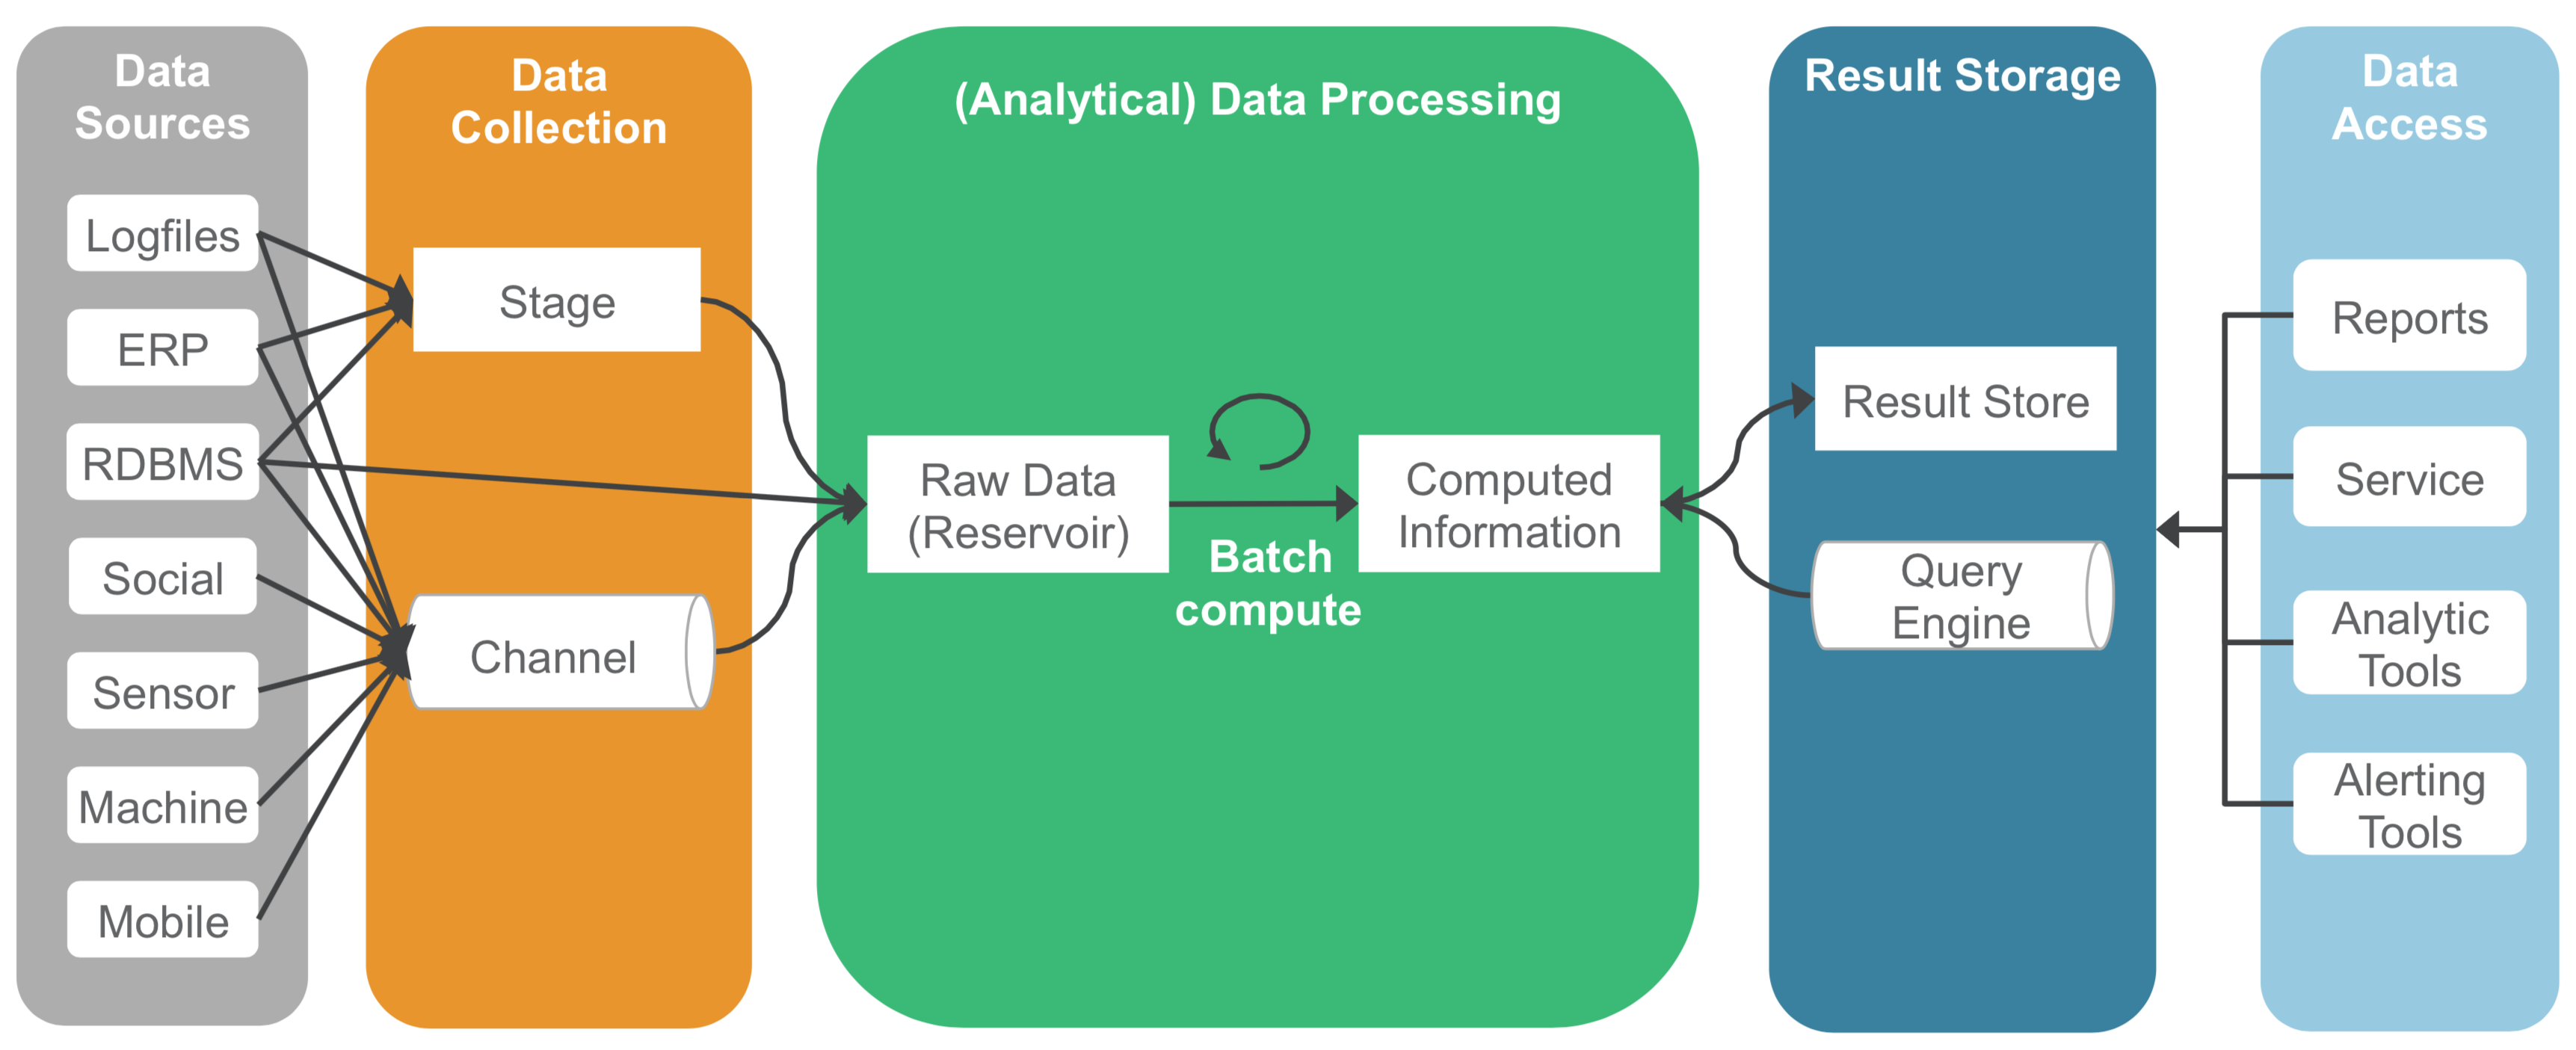 Data
Sources
Logfiles
ERP
RDBMS
Social
Sensor
Machine
Mobile
Data
Collection
Stage
Channel
(Analytical) Data Processing
Raw Data
(Reservoir)
Batch
compute
Computed
Information
Result Storage
Result Store
Query
Engine
Data
Access
Reports
Service
Analytic
Tools
Alerting
Tools